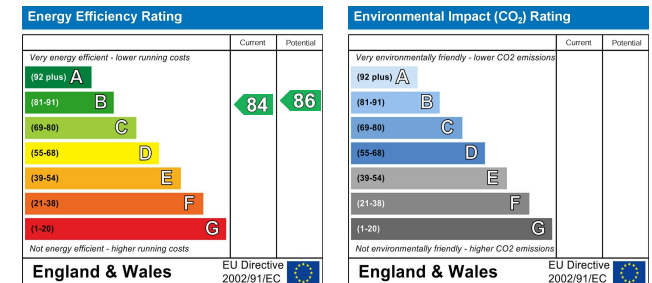 Energy Efficiency Rating
Current Potential
Very energy efficient - lower running costs
(92 plus) A
(81-91) B
84 86
(69-80) C
(55-68) D
(39-54) E
(21-38) F
(1-20) G
Not energy efficient - higher running costs
England & Wales
EU Directive
2002/91/EC
Environmental Impact (CO₂) Rating
Current Potential
Very environmentally friendly - lower CO2 emissions
(92 plus) A
(81-91) B
(69-80) C
(55-68) D
(39-54) E
(21-38) F
(1-20) G
Not environmentally friendly - higher CO2 emissions
England & Wales
EU Directive
2002/91/EC